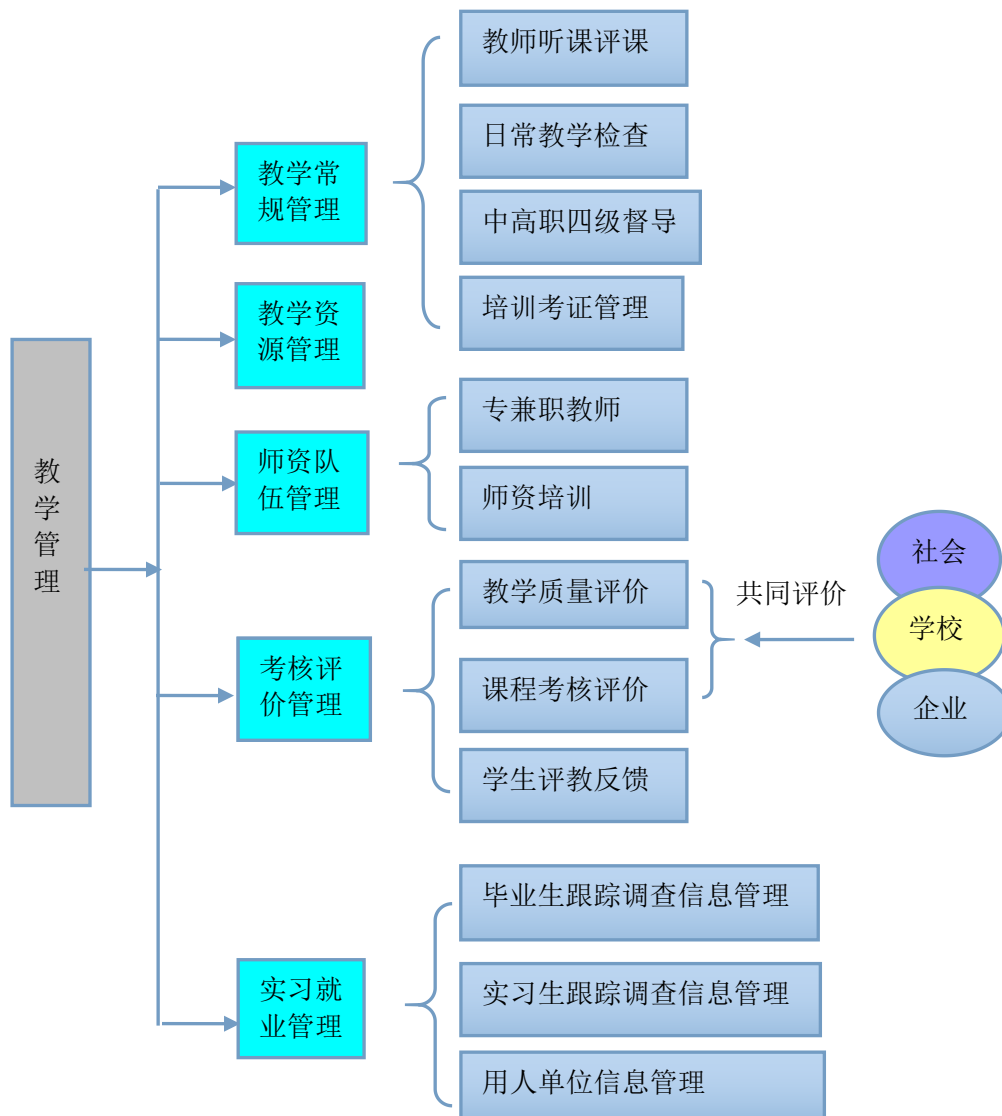 教师听课评课
日常教学检查
教学常
规管理
中高职四级督导
培训考证管理
教学资
源管理
专兼职教师
师资队
伍管理
师资培训
教
学
管
理
社会
教学质量评价
共同评价
学校
考核评
价管理
课程考核评价
企业
学生评教反馈
毕业生跟踪调查信息管理
实习就
业管理
实习生跟踪调查信息管理
用人单位信息管理